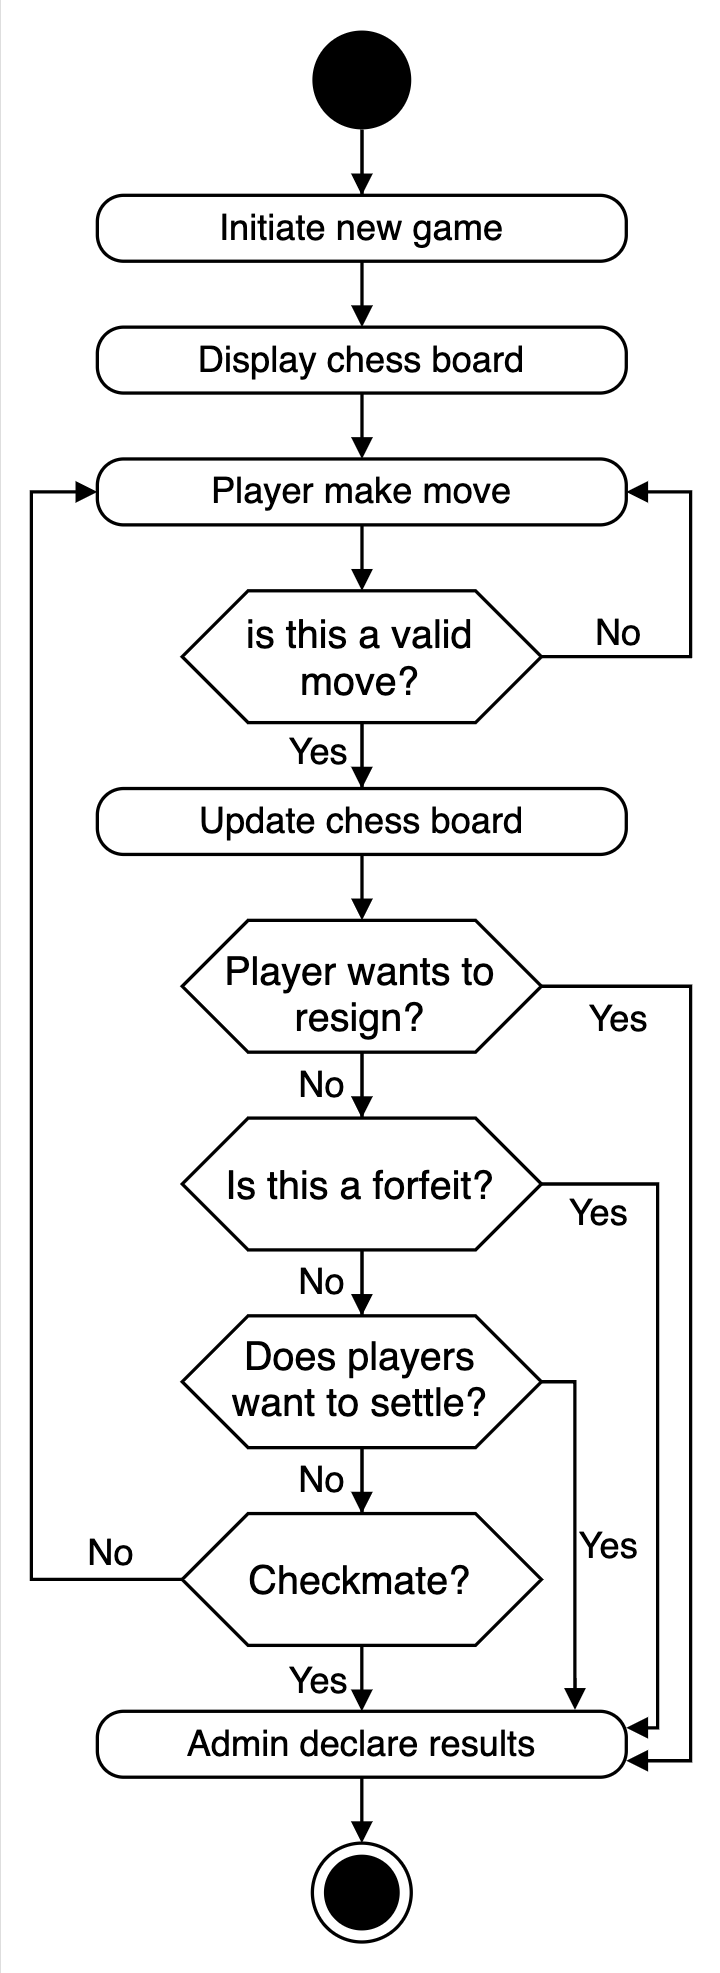 Initiate new game
Display chess board
Player make move
is this a valid
move?
No
Yes
Update chess board
Player wants to
resign?
Yes
No
Is this a forfeit?
Yes
No
Does players
want to settle?
No
Yes
No
Checkmate?
Yes
Admin declare results